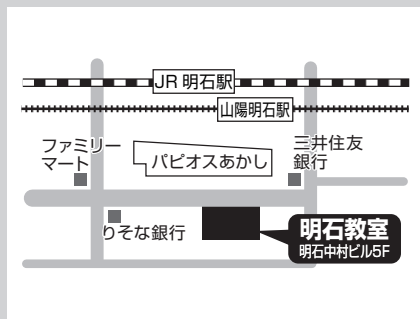 JR 明石駅
山陽明石駅
ファミリー
マート
パピオスあかし
三井住友
銀行
りそな銀行
明石教室
明石中村ビル5F